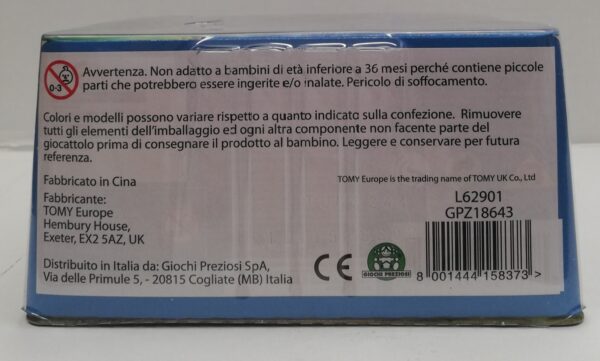 0-3
Avvertenza. Non adatto a bambini di età inferiore a 36 mesi perché contiene piccole
parti che potrebbero essere ingerite e/o inalate. Pericolo di soffocamento.
Colori e modelli possono variare rispetto a quanto indicato sulla confezione. Rimuovere
tutti gli elementi dell'imballaggio ed ogni altra componente non facente parte del
giocattolo prima di consegnare il prodotto al bambino. Leggere e conservare per futura
referenza.
Fabbricato in Cina
TOMY Europe is the trading name of TOMY UK Co., Ltd
Fabbricante:
TOMY Europe
Hembury House,
Exeter, EX2 5AZ, UK
L62901
GPZ18643
Distribuito in Italia da: Giochi Preziosi SpA,
Via delle Primule 5, - 20815 Cogliate (MB) Italia
CE
GIOCHI PREZIOSI
8 001444 158373 >